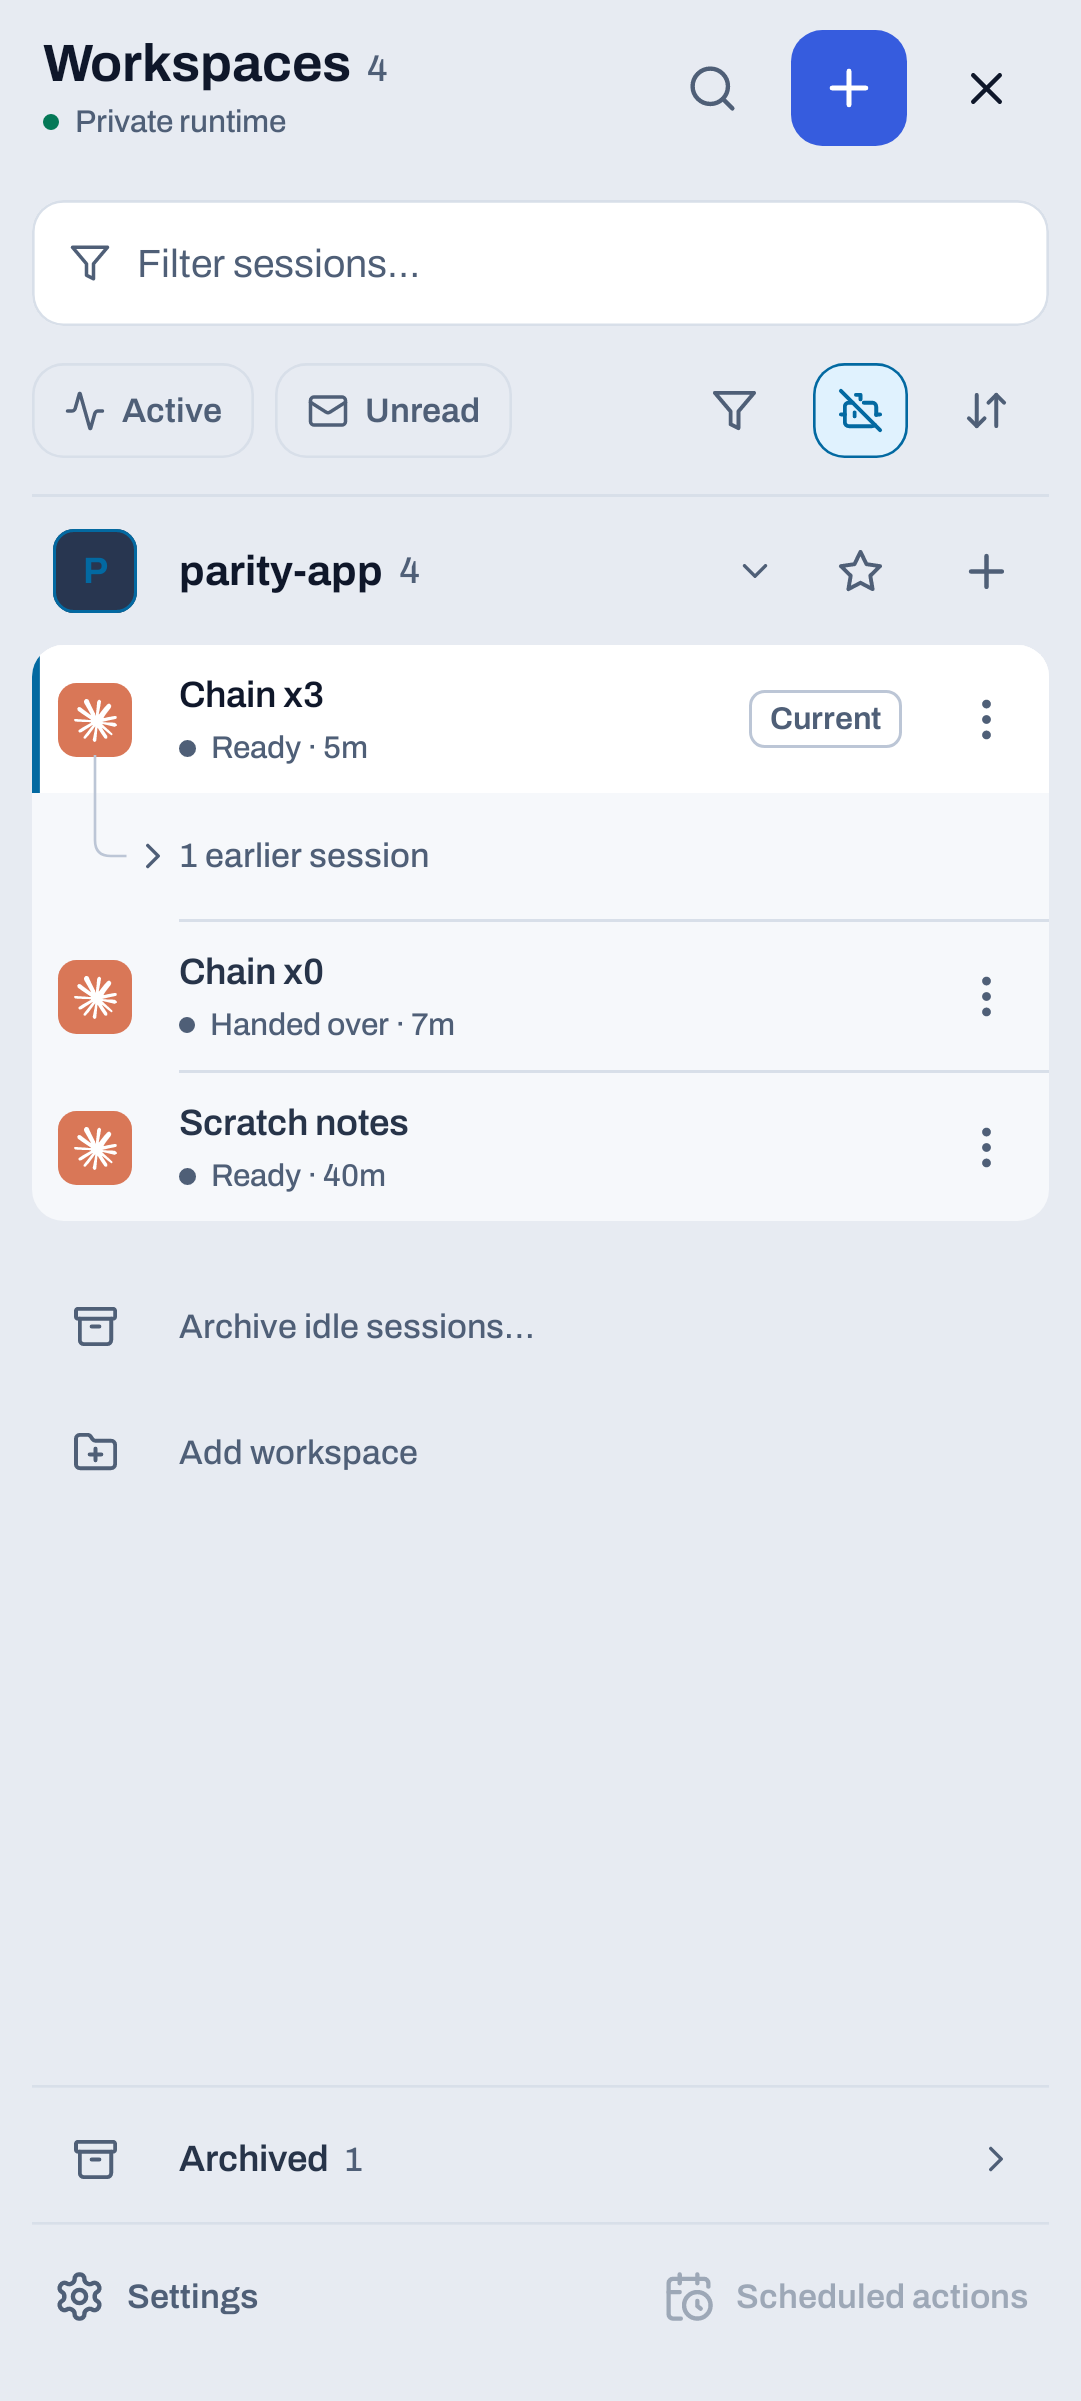 Workspaces 4
Private runtime
Filter sessions...
Active
Unread
P
parity-app 4
Chain x3
Ready · 5m
Current
1 earlier session
Chain x0
Handed over · 7m
Scratch notes
Ready · 40m
Archive idle sessions...
Add workspace
Archived 1
Settings
Scheduled actions